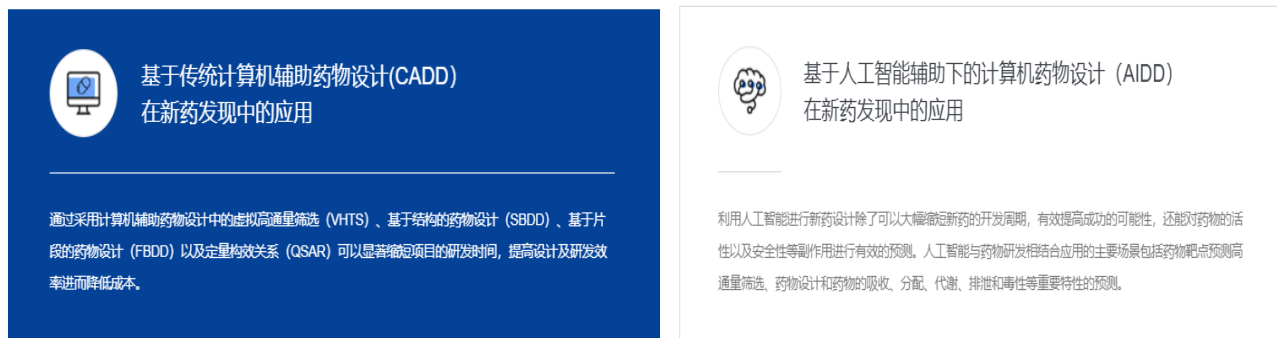 基于传统计算机辅助药物设计(CADD)
在新药发现中的应用
通过采用计算机辅助药物设计中的虚拟高通量筛选（VHTS）、基于结构的药物设计（SBDD）、基于片
段的药物设计（FBDD）以及定量构效关系（QSAR）可以显著缩短项目的研发时间，提高设计及研发效
率进而降低成本。
基于人工智能辅助下的计算机药物设计（AIDD）
在新药发现中的应用
利用人工智能进行新药设计除了可以大幅缩短新药的开发周期，有效提高成功的可能性，还能对药物的活
性以及安全性等副作用进行有效的预测。人工智能与药物研发相结合应用的主要场景包括药物靶点预测高
通量筛选、药物设计和药物的吸收、分配、代谢、排泄和毒性等重要特性的预测。